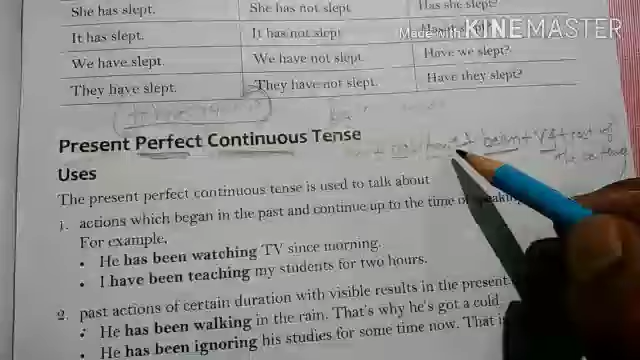 She has slept. She has not slept. Has she slept?
It has slept. It has not slept.
We have slept. We have not slept. Have we slept?
They have slept. They have not slept. Have they slept?
Made with KINEMASTER
Present Perfect Continuous Tense
been + V4 + rest of
Uses
The present perfect continuous tense is used to talk about
1. actions which began in the past and continue up to the time of speaking
For example,
• He has been watching TV since morning.
• I have been teaching my students for two hours.
2. past actions of certain duration with visible results in the present.
• He has been walking in the rain. That's why he's got a cold
• He has been ignoring his studies for some time now. That